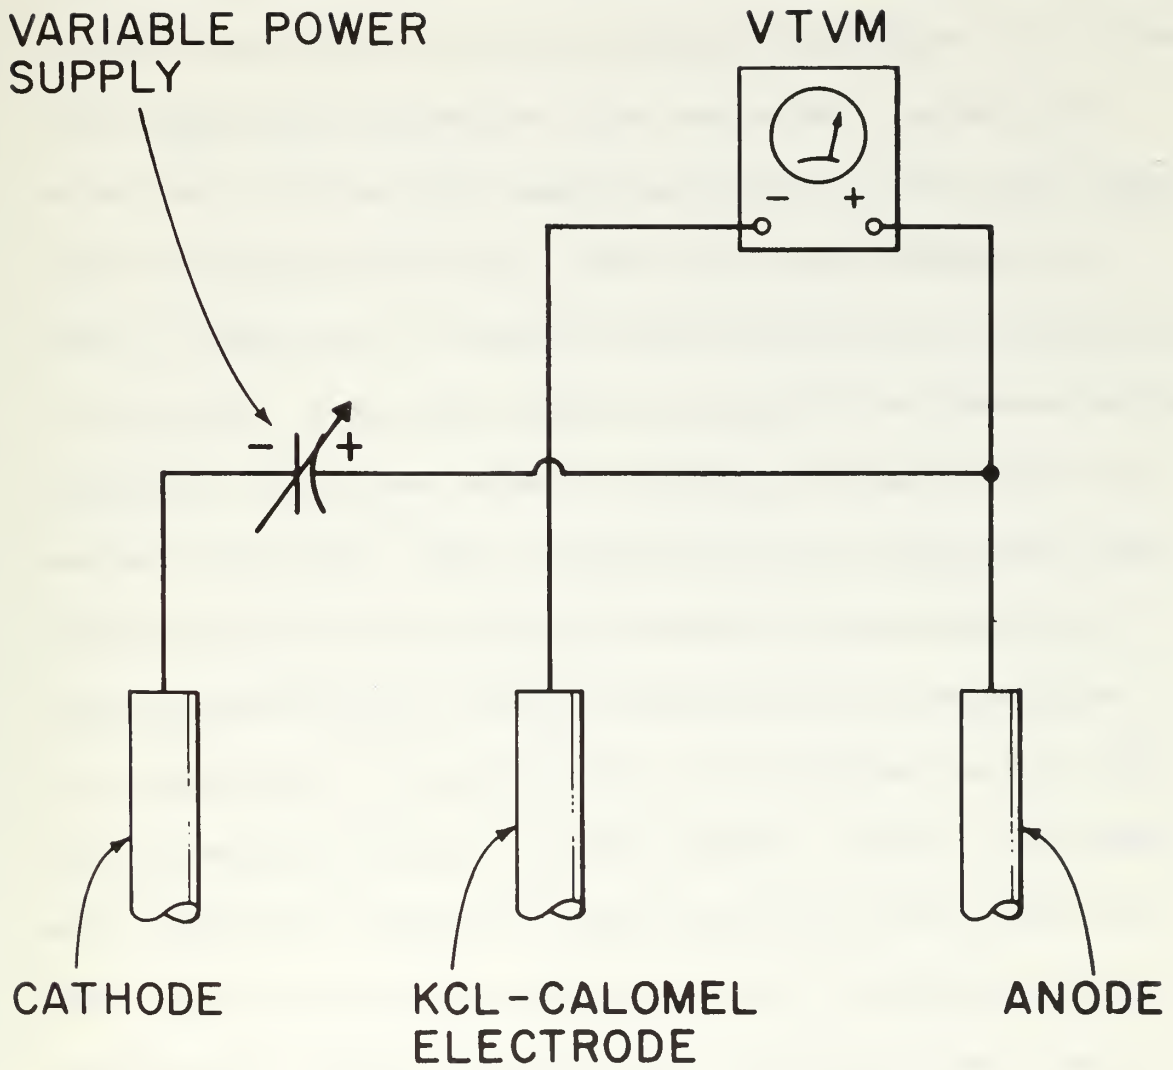 VARIABLE POWER
SUPPLY
VTVM
- +
- +
CATHODE
KCL-CALOMEL
ELECTRODE
ANODE